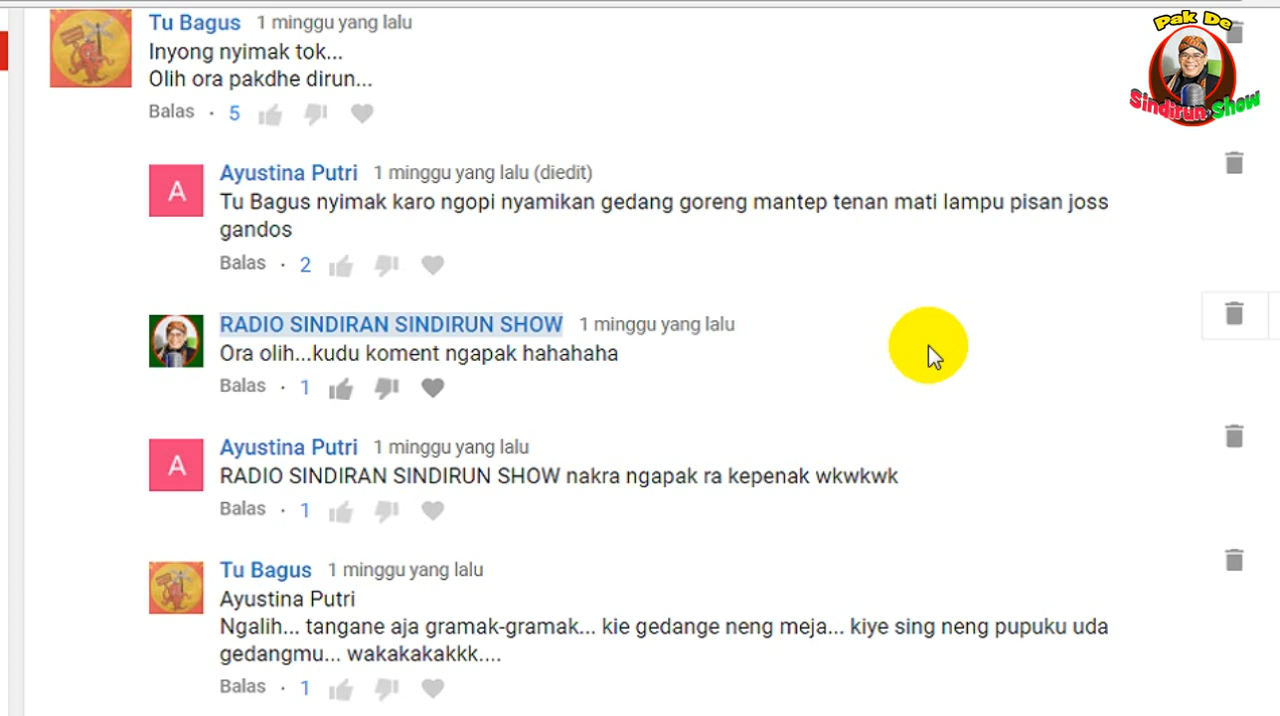 Pak De
Sindirun Show
Tu Bagus 1 minggu yang lalu
Inyong nyimak tok...
Olih ora pakdhe dirun...
Balas · 5
A
Ayustina Putri 1 minggu yang lalu (diedit)
Tu Bagus nyimak karo ngopi nyamikan gedang goreng mantep tenan mati lampu pisan joss
gandos
Balas · 2
RADIO SINDIRAN SINDIRUN SHOW 1 minggu yang lalu
Ora olih...kudu koment ngapak hahahaha
Balas · 1
A
Ayustina Putri 1 minggu yang lalu
RADIO SINDIRAN SINDIRUN SHOW nakra ngapak ra kepenak wkwkwk
Balas · 1
Tu Bagus 1 minggu yang lalu
Ayustina Putri
Ngalih... tangane aja gramak-gramak... kie gedange neng meja... kiye sing neng pupuku uda
gedangmu... wakakakakkk....
Balas · 1